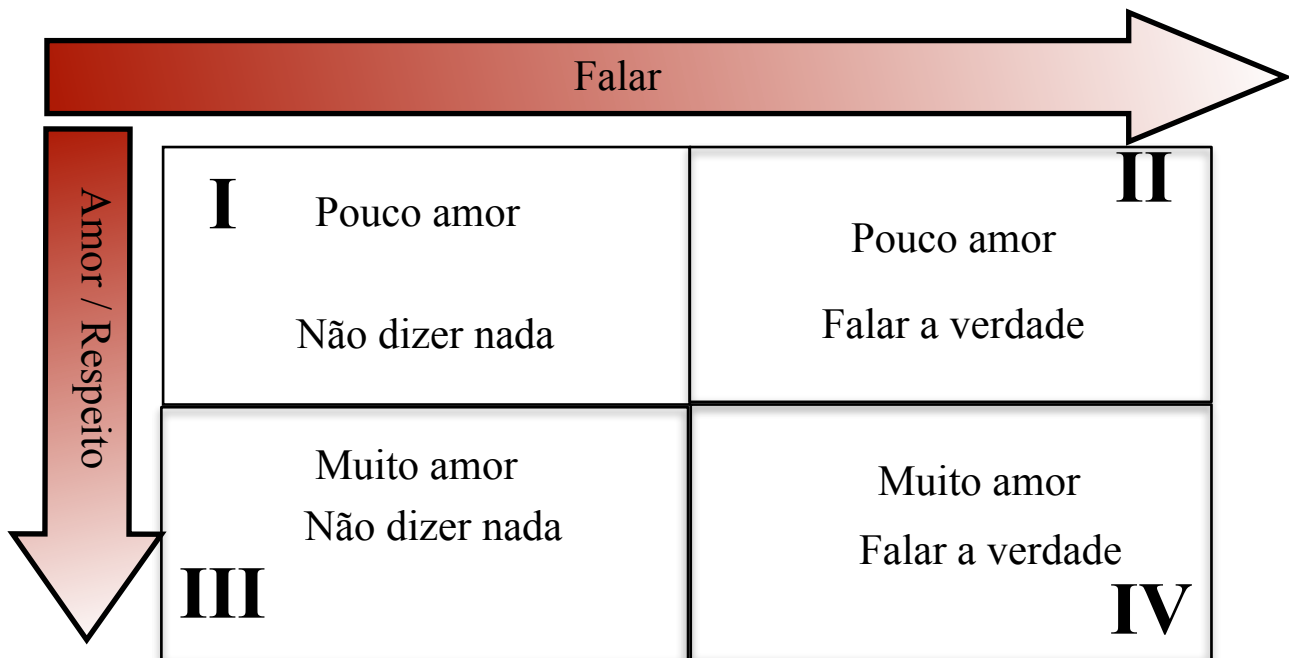 Falar
Amor / Respeito
I
Pouco amor
Não dizer nada
II
Pouco amor
Falar a verdade
Muito amor
Não dizer nada
III
Muito amor
Falar a verdade
IV